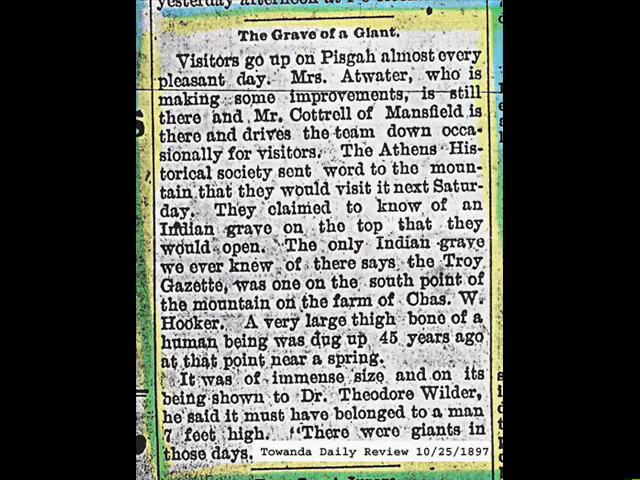 yesterday afternoon at
The Grave of a Giant.
Visitors go up on Pisgah almost every
pleasant day. Mrs. Atwater, who is
making some improvements, is still
there and Mr. Cottrell of Mansfield is
there and drives the team down occa-
sionally for visitors. The Athens His-
torical society sent word to the moun-
tain that they would visit it next Satur-
day. They claimed to know of an
Indian grave on the top that they
would open. The only Indian grave
we ever knew of there says the Troy
Gazette, was one on the south point of
the mountain on the farm of Chas. W.
Hooker. A very large thigh bone of a
human being was dug up 45 years ago
at that point near a spring.
It was of immense size and on its
being shown to Dr. Theodore Wilder,
he said it must have belonged to a man
7 feet high. "There were giants in
those days. Towanda Daily Review 10/25/1897